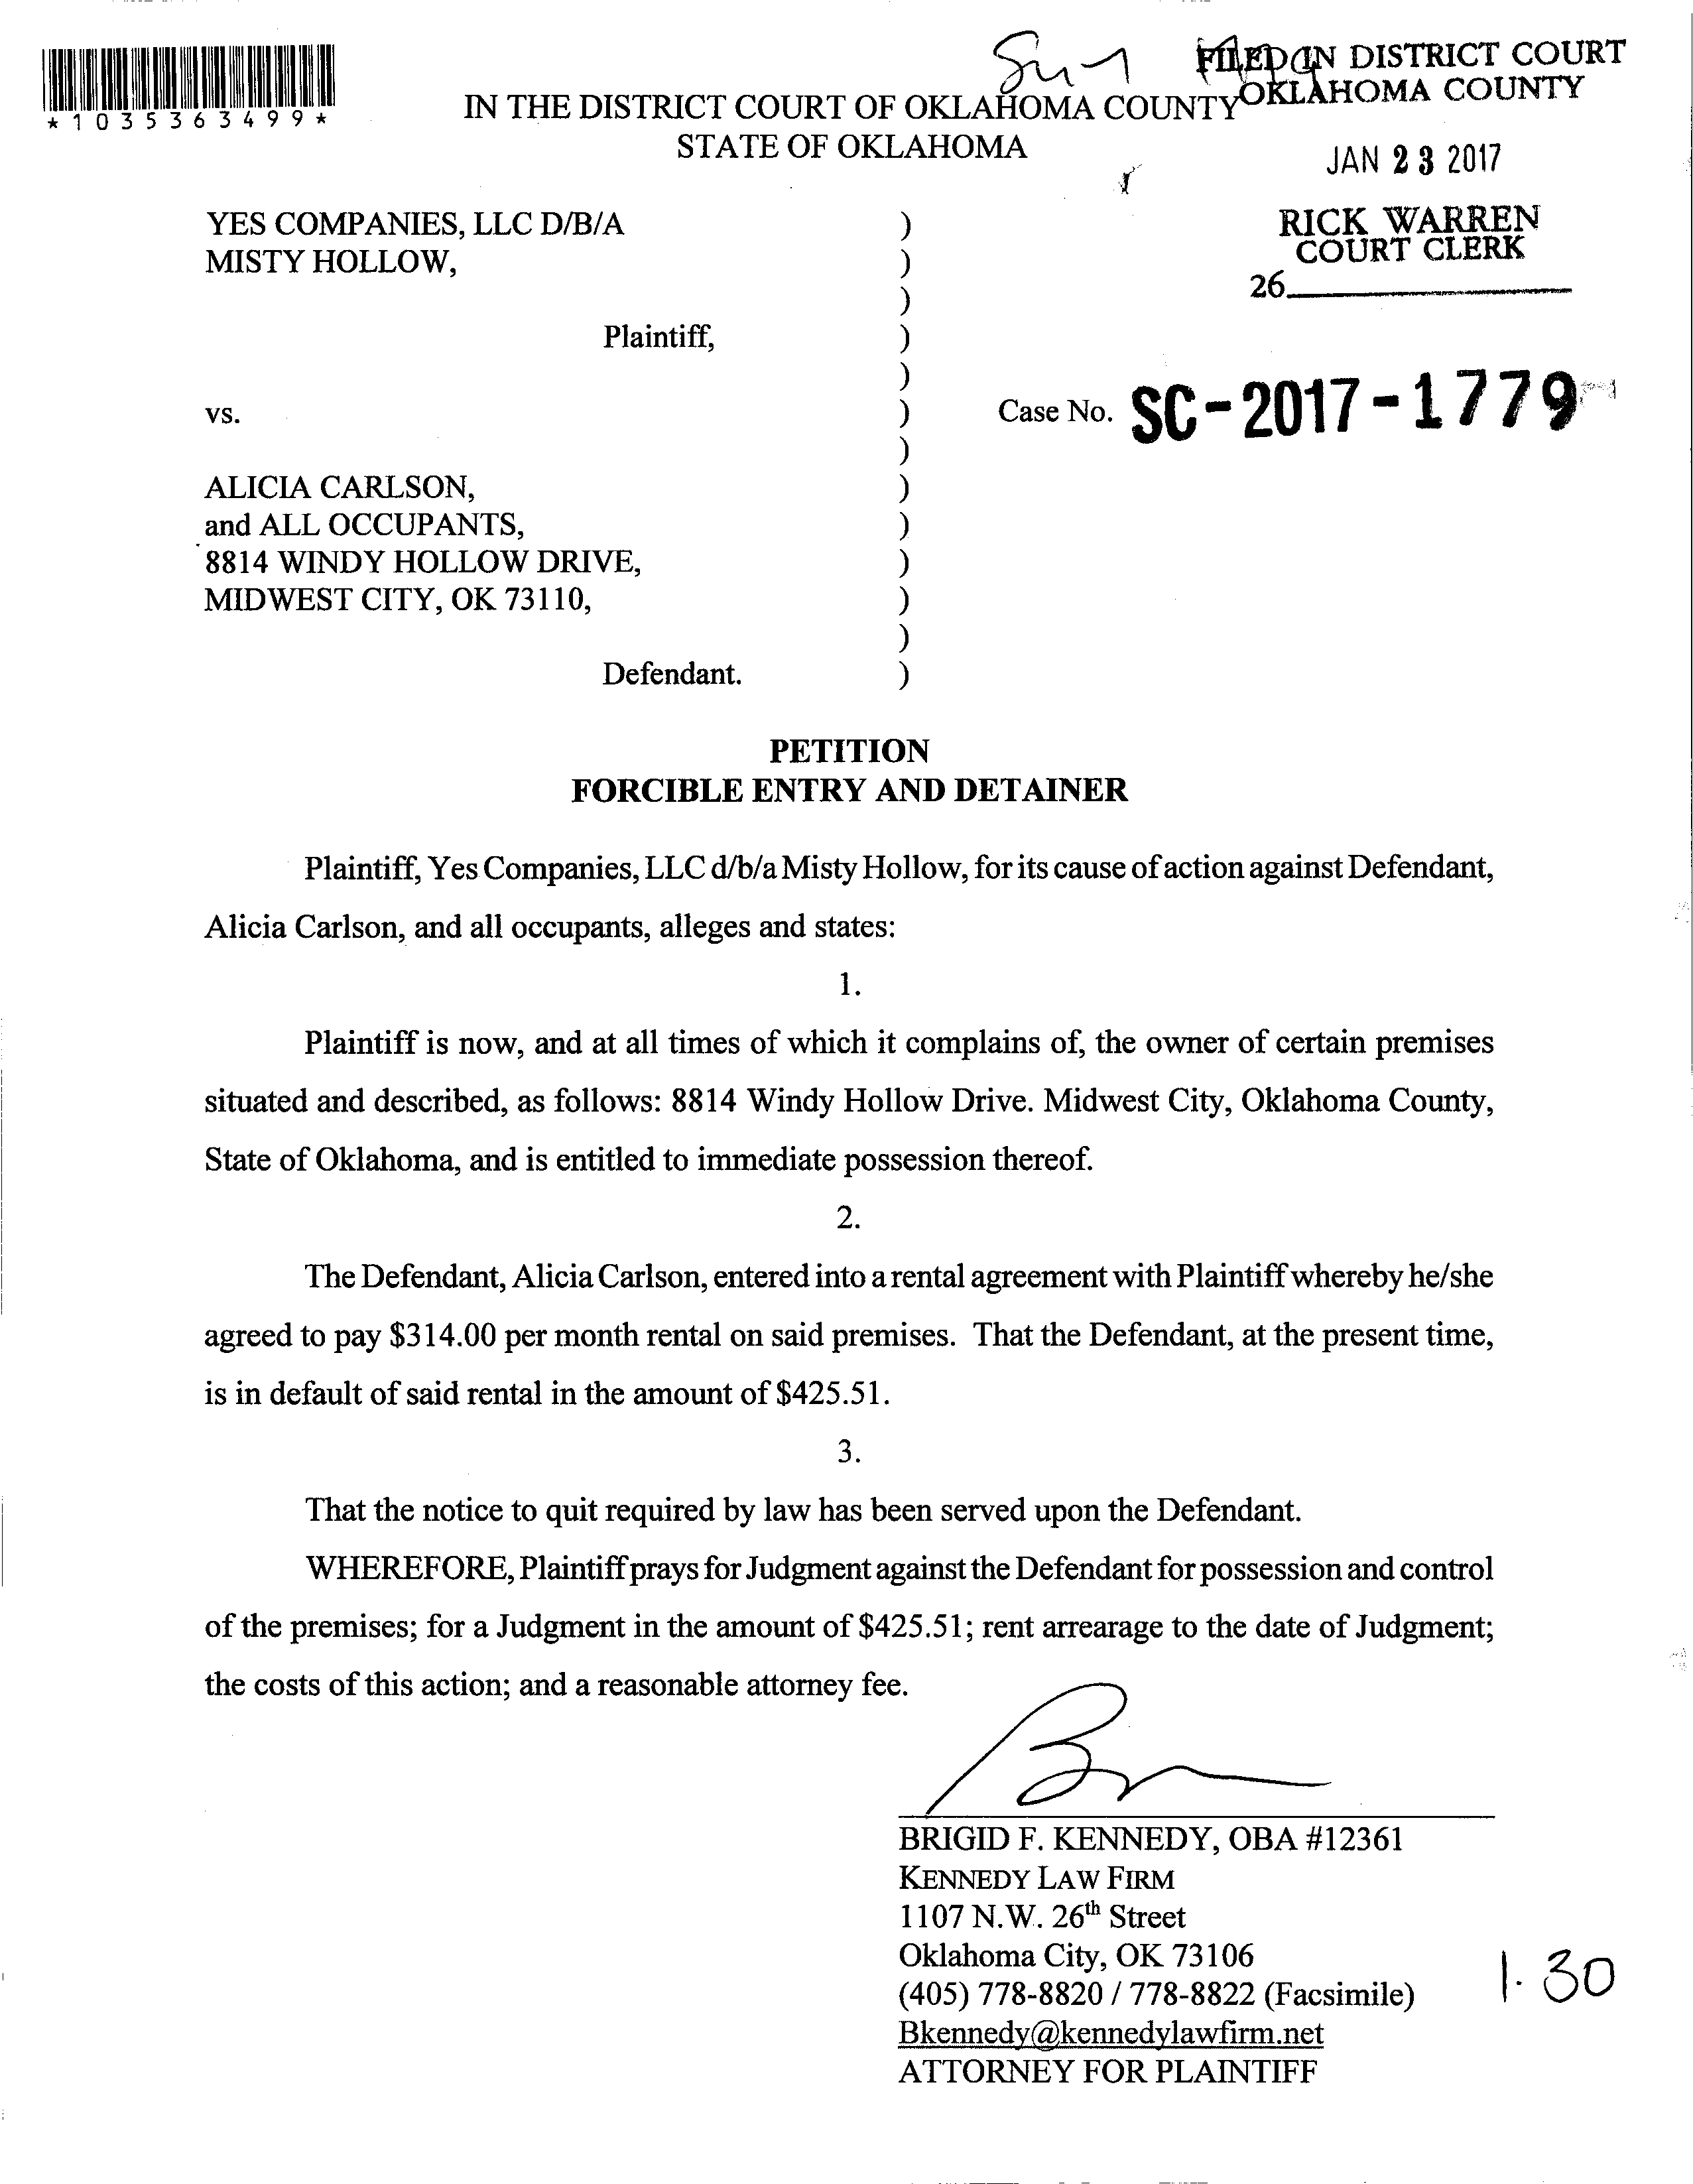 FILED IN DISTRICT COURT
OKLAHOMA COUNTY
*1035363499*
IN THE DISTRICT COURT OF OKLAHOMA COUNTY
STATE OF OKLAHOMA
JAN 23 2017
RICK WARREN
COURT CLERK
26
YES COMPANIES, LLC D/B/A )
MISTY HOLLOW, )
)
Plaintiff, )
)
vs. ) Case No. SC-2017-1779
)
ALICIA CARLSON, )
and ALL OCCUPANTS, )
8814 WINDY HOLLOW DRIVE, )
MIDWEST CITY, OK 73110, )
)
Defendant. )
PETITION
FORCIBLE ENTRY AND DETAINER
Plaintiff, Yes Companies, LLC d/b/a Misty Hollow, for its cause of action against Defendant,
Alicia Carlson, and all occupants, alleges and states:
1.
Plaintiff is now, and at all times of which it complains of, the owner of certain premises
situated and described, as follows: 8814 Windy Hollow Drive. Midwest City, Oklahoma County,
State of Oklahoma, and is entitled to immediate possession thereof.
2.
The Defendant, Alicia Carlson, entered into a rental agreement with Plaintiff whereby he/she
agreed to pay $314.00 per month rental on said premises. That the Defendant, at the present time,
is in default of said rental in the amount of $425.51.
3.
That the notice to quit required by law has been served upon the Defendant.
WHEREFORE, Plaintiff prays for Judgment against the Defendant for possession and control
of the premises; for a Judgment in the amount of $425.51; rent arrearage to the date of Judgment;
the costs of this action; and a reasonable attorney fee.
BRIGID F. KENNEDY, OBA #12361
KENNEDY LAW FIRM
1107 N.W. 26th Street
Oklahoma City, OK 73106
(405) 778-8820 / 778-8822 (Facsimile)
Bkennedy@kennedylawfirm.net
ATTORNEY FOR PLAINTIFF
1. 30